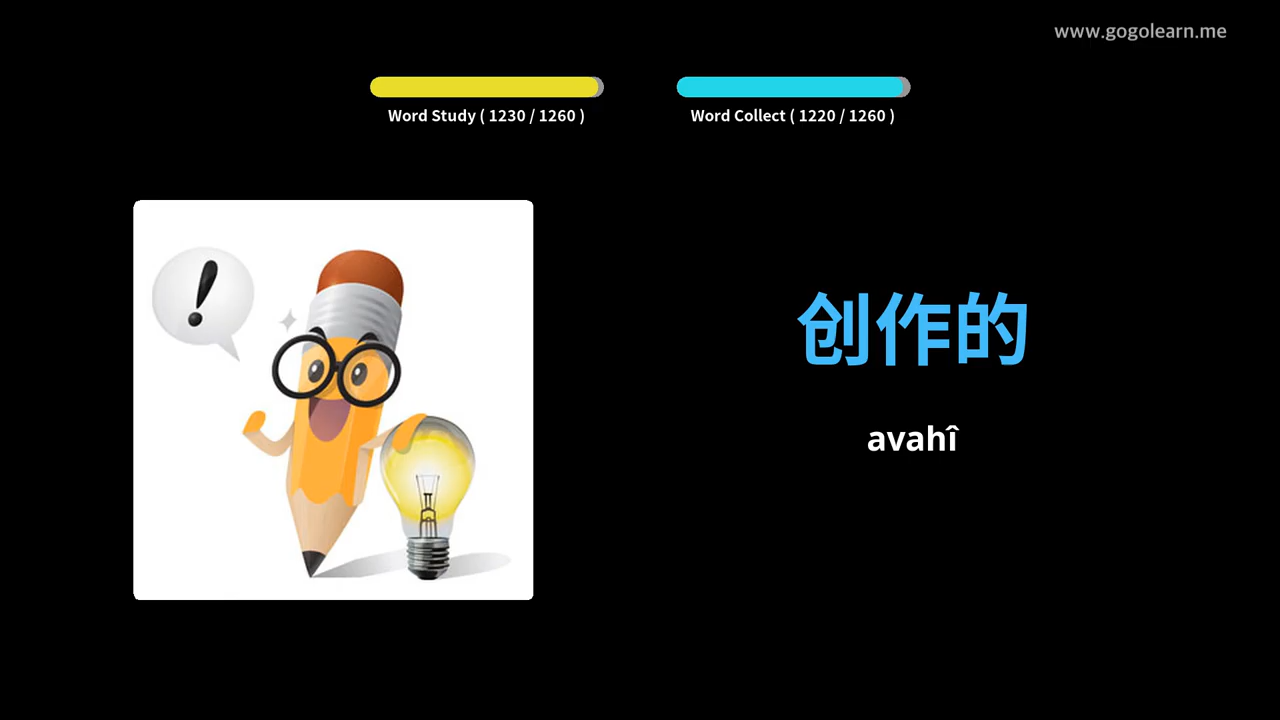 www.gogolearn.me
Word Study ( 1230 / 1260 )
Word Collect ( 1220 / 1260 )
!
创作的
avahî